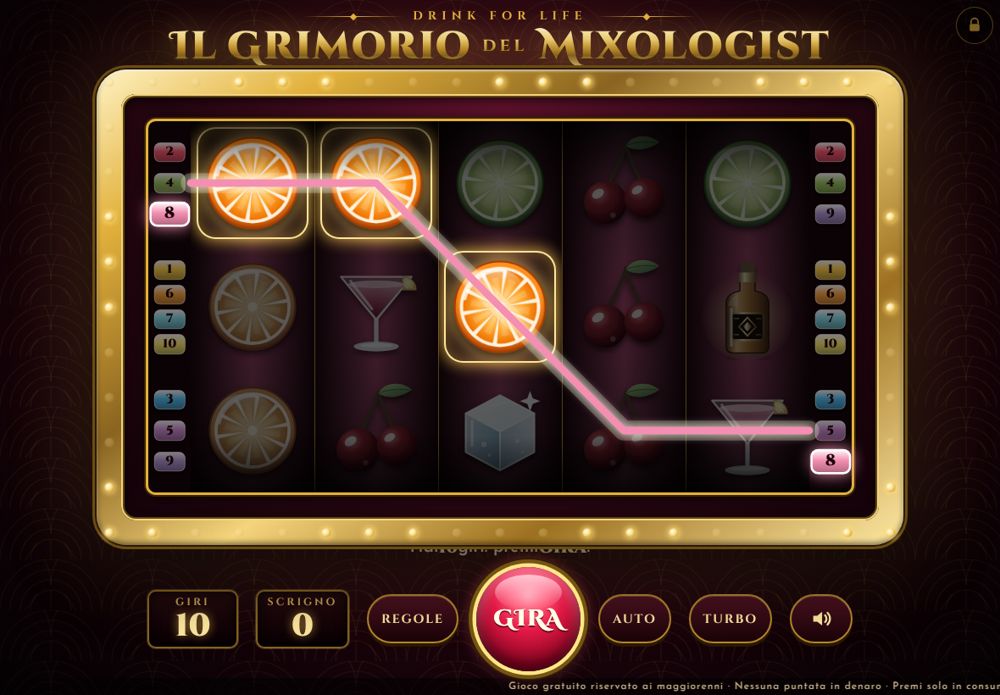 DRINK FOR LIFE
IL GRIMORIO DEL MIXOLOGIST
2 2
4 4
8 9
1 1
6 6
7 7
10 10
3 3
5 5
9 8
GIRI
10
SCRIGNO
0
REGOLE
GIRA
AUTO
TURBO
Gioco gratuito riservato ai maggiorenni · Nessuna puntata in denaro · Premi solo in consu